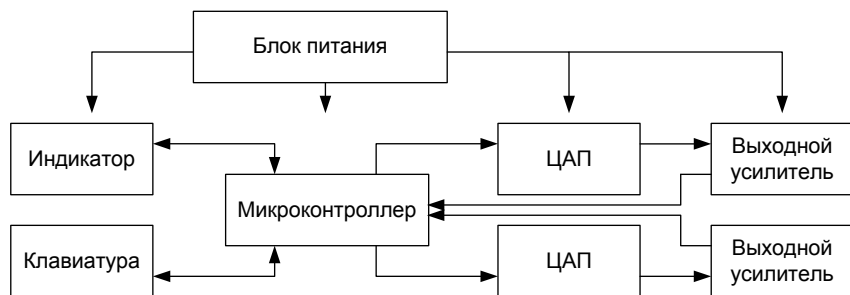 Блок питания
Индикатор
ЦАП
Выходной
усилитель
Микроконтроллер
Клавиатура
ЦАП
Выходной
усилитель